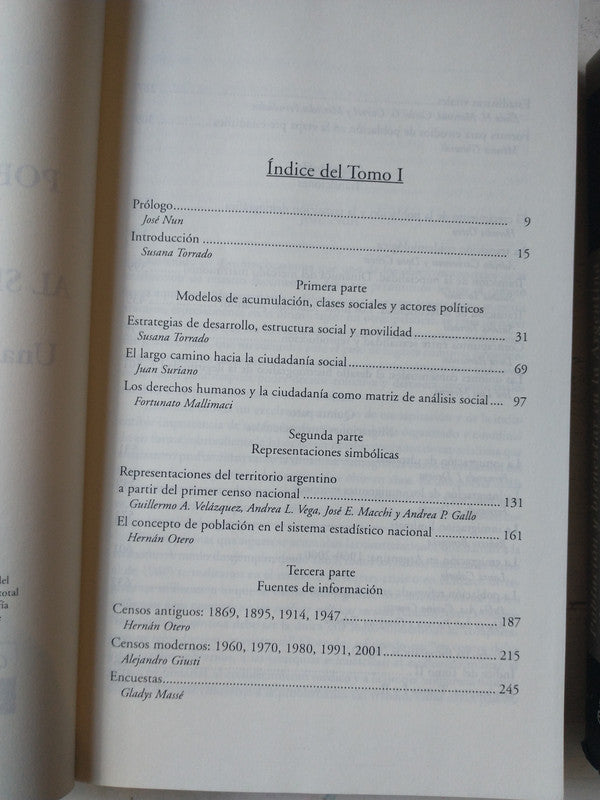 Índice del Tomo I
Prólogo 9
José Nun
Introducción 15
Susana Torrado
Primera parte
Modelos de acumulación, clases sociales y actores políticos
Estrategias de desarrollo, estructura social y movilidad 31
Susana Torrado
El largo camino hacia la ciudadanía social 69
Juan Suriano
Los derechos humanos y la ciudadanía como matriz de análisis social 97
Fortunato Mallimaci
Segunda parte
Representaciones simbólicas
Representaciones del territorio argentino
a partir del primer censo nacional 131
Guillermo A. Velázquez, Andrea L. Vega, José E. Macchi y Andrea P. Gallo
El concepto de población en el sistema estadístico nacional 161
Hernán Otero
Tercera parte
Fuentes de información
Censos antiguos: 1869, 1895, 1914, 1947 187
Hernán Otero
Censos modernos: 1960, 1970, 1980, 1991, 2001 215
Alejandro Giusti
Encuestas 245
Gladys Massé